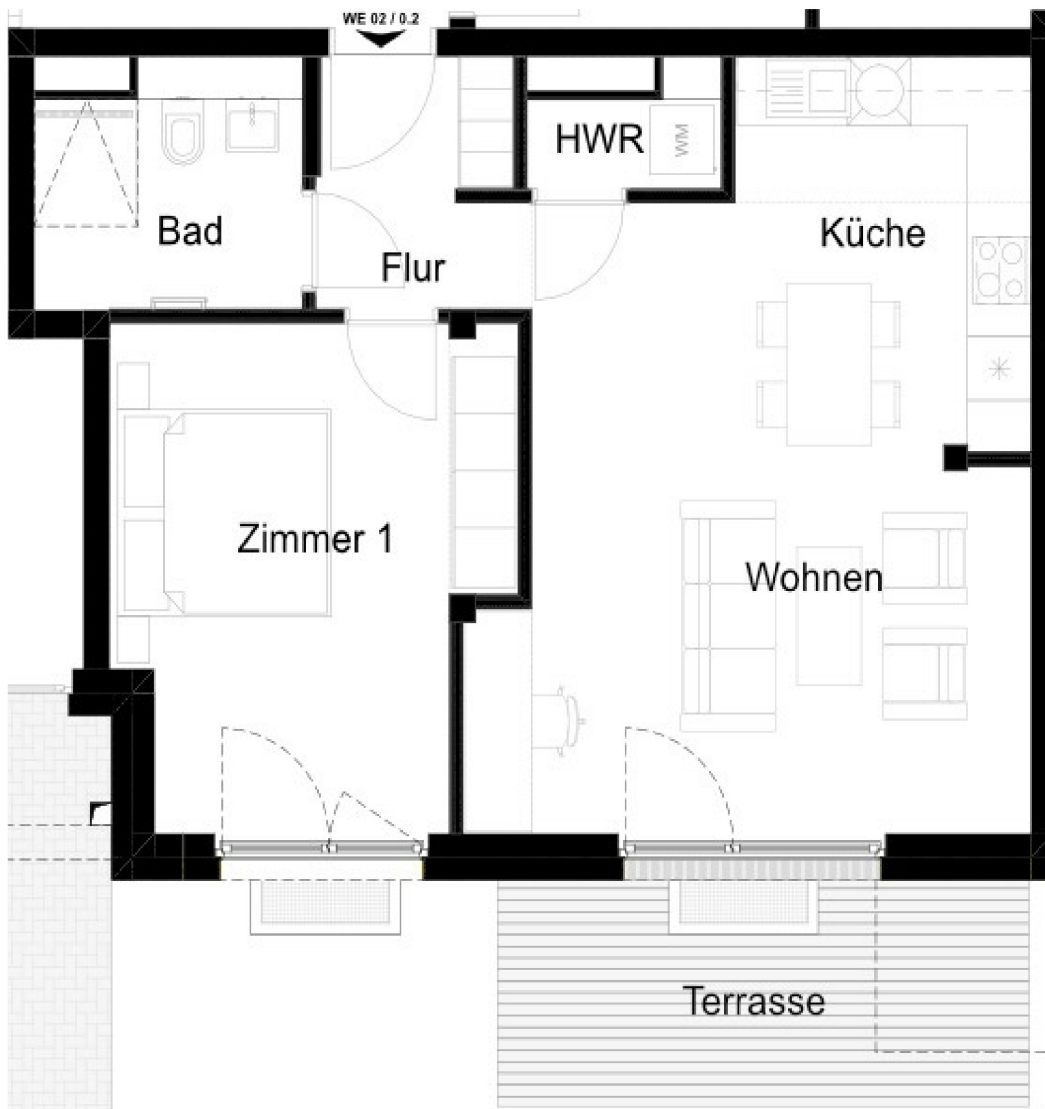 WE 02 / 0.2
HWR
WM
Bad
Küche
Flur
Zimmer 1
Wohnen
Terrasse